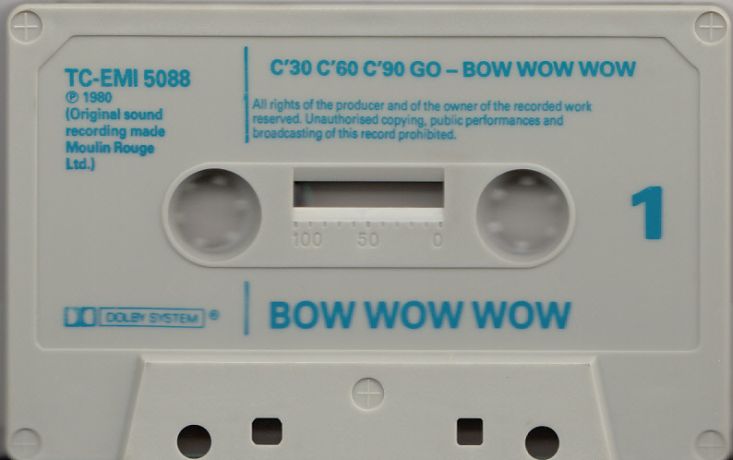 TC-EMI 5088
℗ 1980
(Original sound
recording made
Moulin Rouge
Ltd.)
C'30 C'60 C'90 GO – BOW WOW WOW
All rights of the producer and of the owner of the recorded work
reserved. Unauthorised copying, public performances and
broadcasting of this record prohibited.
100 50 0
1
DOLBY SYSTEM ®
BOW WOW WOW